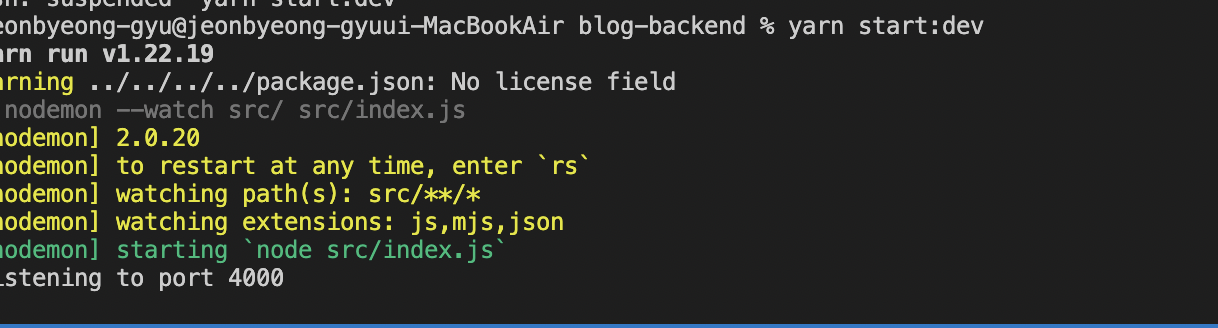 sh: suspended  yarn start:dev
eonbyeong-gyu@jeonbyeong-gyuui-MacBookAir blog-backend % yarn start:dev
arn run v1.22.19
arning ../../../../package.json: No license field
nodemon --watch src/ src/index.js
nodemon] 2.0.20
nodemon] to restart at any time, enter `rs`
nodemon] watching path(s): src/**/*
nodemon] watching extensions: js,mjs,json
nodemon] starting `node src/index.js`
istening to port 4000